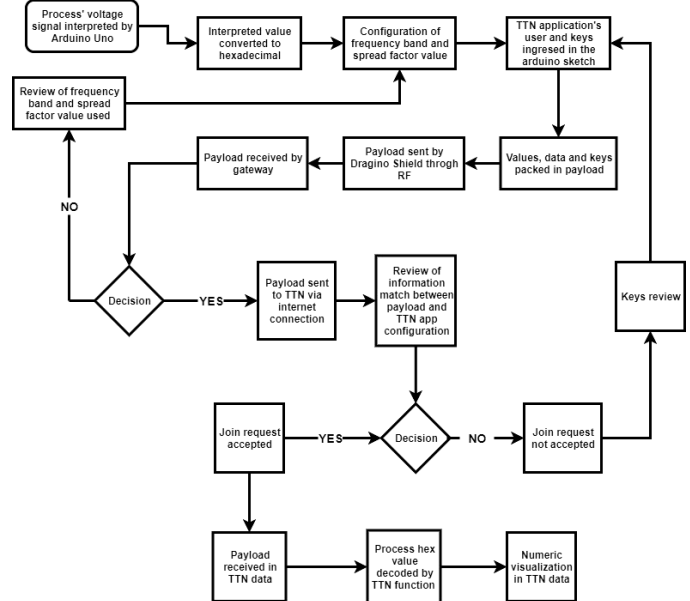 Process' voltage
signal interpreted by
Arduino Uno
Interpreted value
converted to
hexadecimal
Configuration of
frequency band and
spread factor value
TTN application's
user and keys
ingresed in the
arduino sketch
Review of frequency
band and spread
factor value used
Payload received by
gateway
Payload sent by
Dragino Shield throgh
RF
Values, data and keys
packed in payload
NO
Decision
YES
Payload sent
to TTN via
internet
connection
Review of
information
match between
payload and
TTN app
configuration
Keys review
Join request
accepted
YES
Decision
NO
Join request
not accepted
Payload
received in
TTN data
Process hex
value
decoded by
TTN function
Numeric
visualization
in TTN data